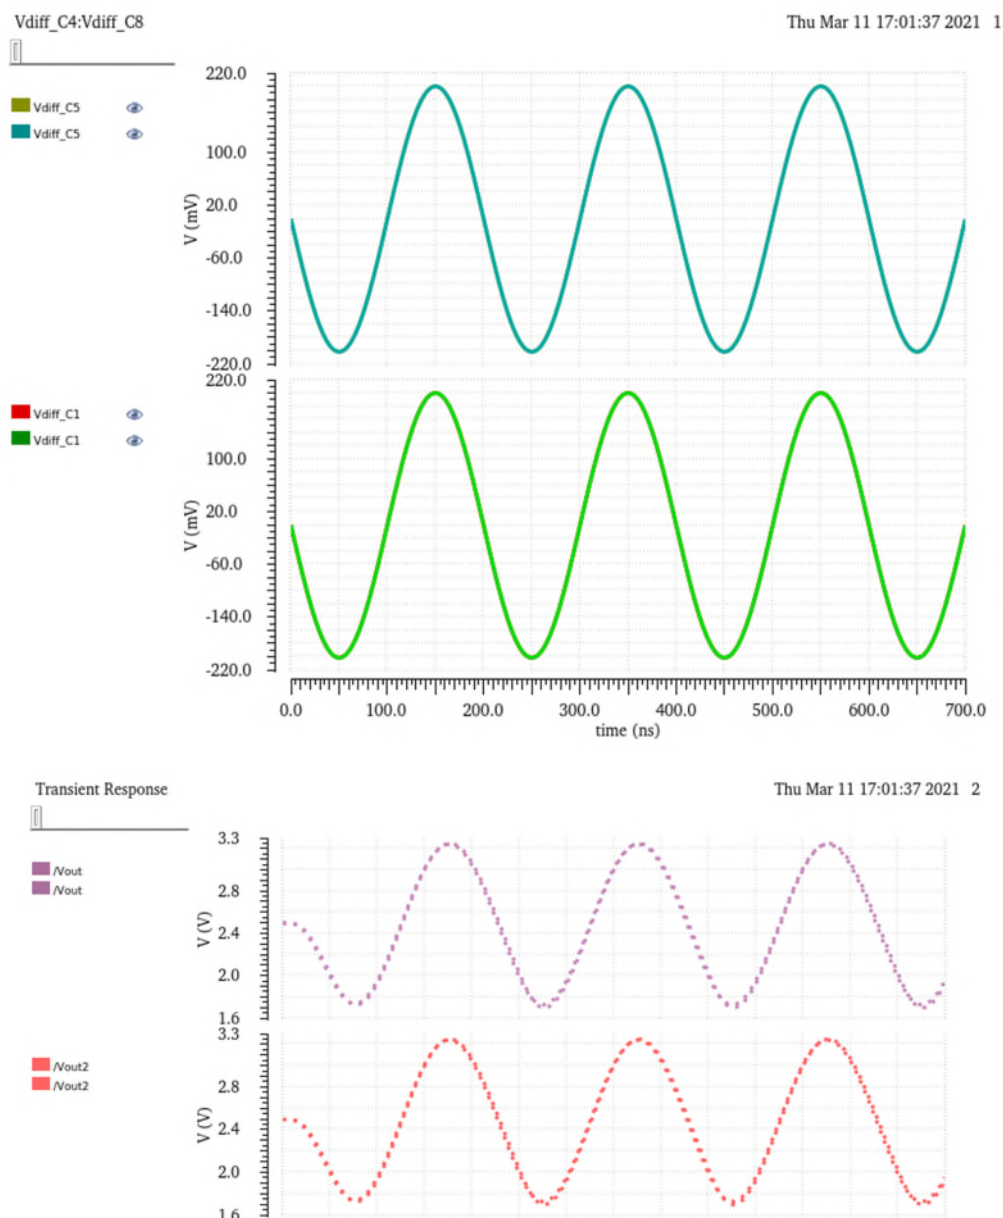 Vdiff_C4:Vdiff_C8
Thu Mar 11 17:01:37 2021 1
Vdiff_C5
Vdiff_C5
220.0
100.0
20.0
-60.0
-140.0
-220.0
V (mV)
Vdiff_C1
Vdiff_C1
220.0
100.0
20.0
-60.0
-140.0
-220.0
V (mV)
0.0 100.0 200.0 300.0 400.0 500.0 600.0 700.0
time (ns)
Transient Response
Thu Mar 11 17:01:37 2021 2
/Vout
/Vout
3.3
2.8
2.4
2.0
1.6
V (V)
/Vout2
/Vout2
3.3
2.8
2.4
2.0
1.6
V (V)